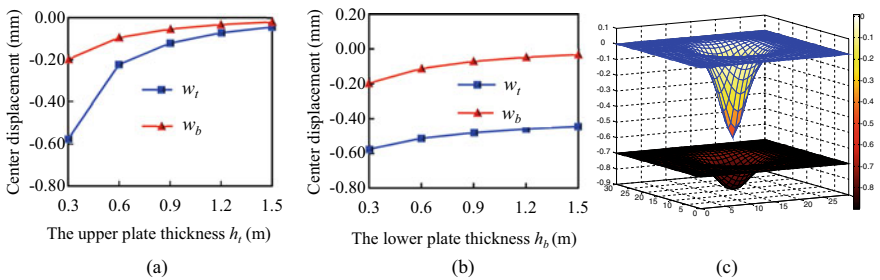 Center displacement (mm)
0.00
-0.20
-0.40
-0.60
-0.80
w_t
w_b
0.3 0.6 0.9 1.2 1.5
The upper plate thickness h_t (m)
(a)
Center displacement (mm)
0.20
0.00
-0.20
-0.40
-0.60
-0.80
w_t
w_b
0.3 0.6 0.9 1.2 1.5
The lower plate thickness h_b (m)
(b)
0.1
0
-0.1
-0.2
-0.3
-0.4
-0.5
-0.6
-0.7
-0.8
-0.9
30 25 20 15 10 5 0
0 5 10 15 20 25
0
-0.1
-0.2
-0.3
-0.4
-0.5
-0.6
-0.7
-0.8
(c)